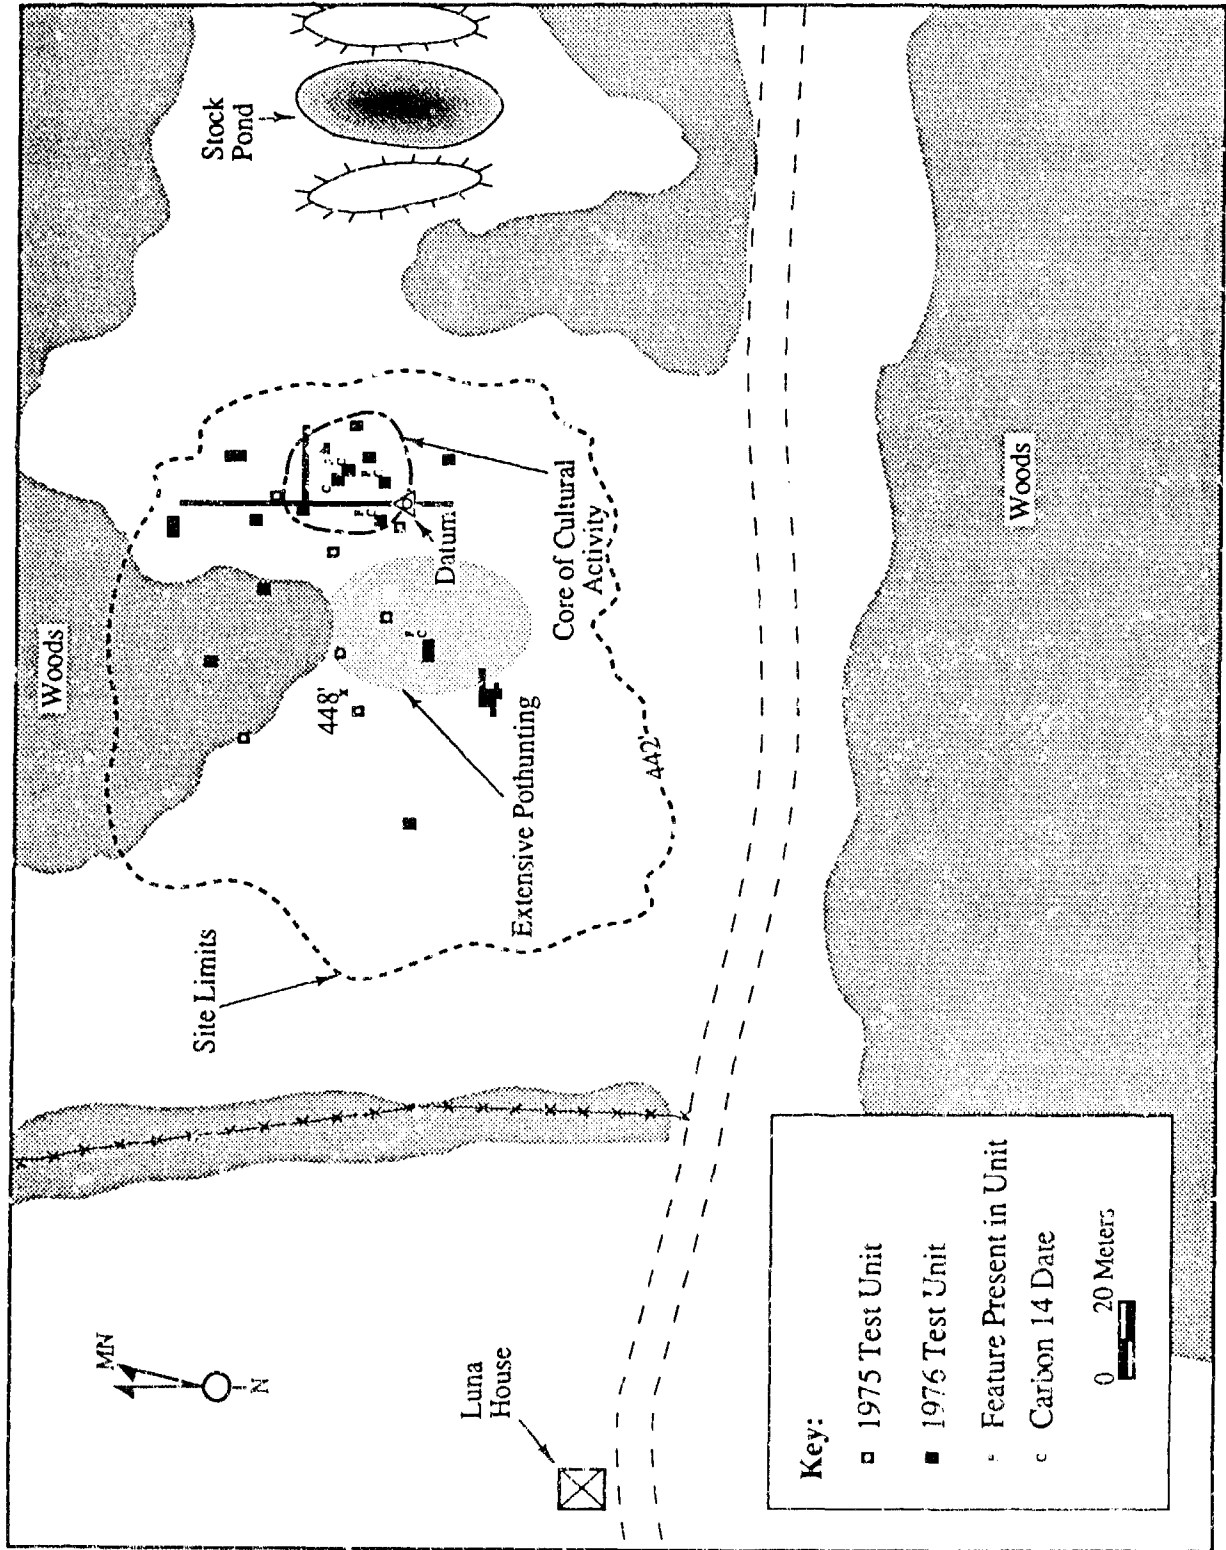 Stock
Pond
Woods
Datum
Core of Cultural
Activity
448'
x
Extensive Pothunting
442'
Woods
Site Limits
MN
N
Luna
House
Key:
1975 Test Unit
1976 Test Unit
F Feature Present in Unit
C Carbon 14 Date
0 20 Meters
F
C
F
C
F
C
F
C